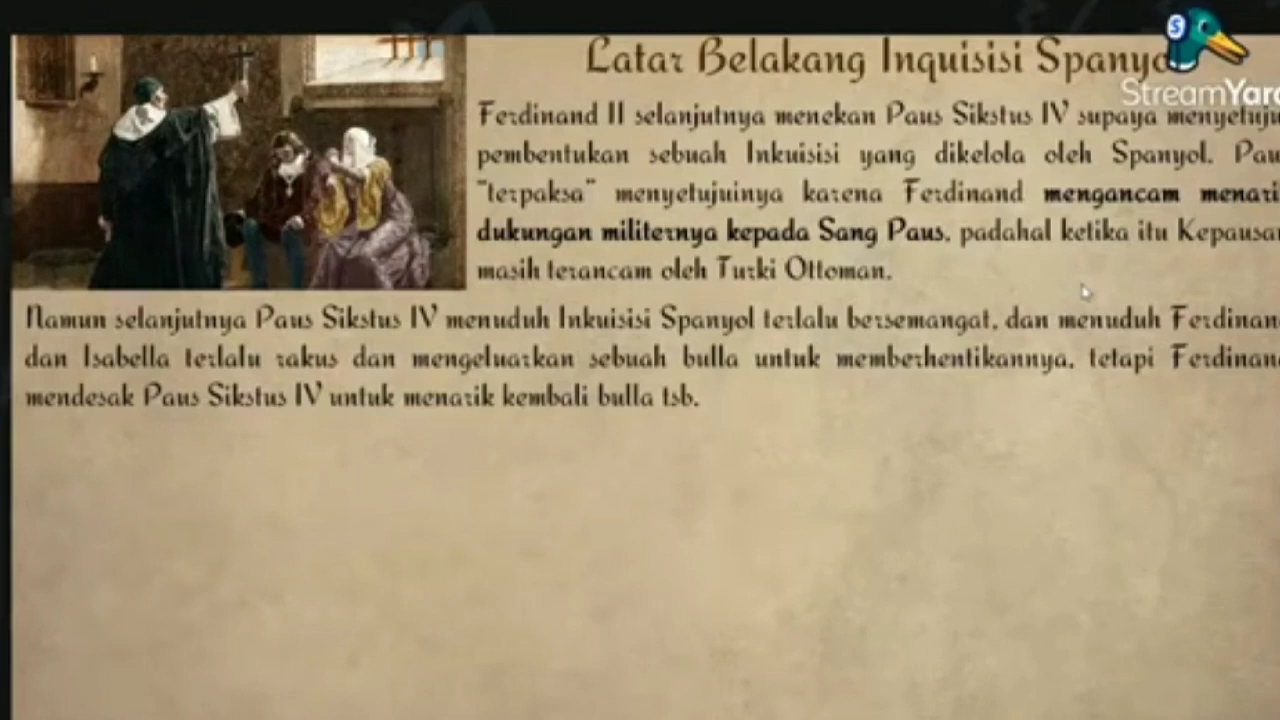 Latar Belakang Inquisisi Spanyo
StreamYard
Ferdinand II selanjutnya menekan Paus Sikstus IV supaya menyetuju
pembentukan sebuah Inkuisisi yang dikelola oleh Spanyol. Pau
"terpaksa" menyetujuinya karena Ferdinand mengancam menari
dukungan militernya kepada Sang Paus, padahal ketika itu Kepausan
masih terancam oleh Turki Ottoman.
Namun selanjutnya Paus Sikstus IV menuduh Inkuisisi Spanyol terlalu bersemangat, dan menuduh Ferdinand
dan Isabella terlalu rakus dan mengeluarkan sebuah bulla untuk memberhentikannya, tetapi Ferdinand
mendesak Paus Sikstus IV untuk menarik kembali bulla tsb.